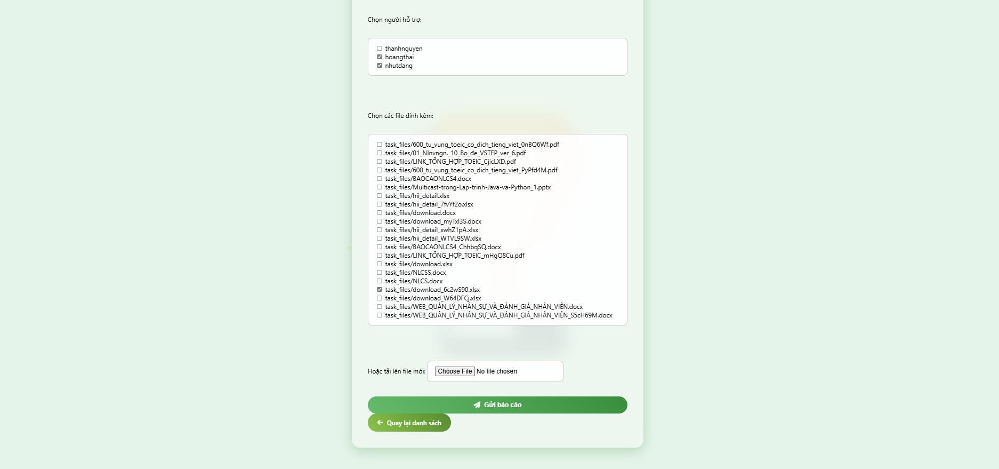 Chọn người hỗ trợ:
thanhnguyen
hoangthai
nhutdang
Chọn các file đính kèm:
task_files/600_tu_vung_toeic_co_dich_tieng_viet_0nBQ6Wf.pdf
task_files/01_NInvngn._10_Bo_đe_VSTEP_ver_6.pdf
task_files/LINK_TỔNG_HỢP_TOEIC_CjicLXD.pdf
task_files/600_tu_vung_toeic_co_dich_tieng_viet_PyPfd4M.pdf
task_files/BAOCAONLCS4.docx
task_files/Multicast-trong-Lap-trinh-Java-va-Python_1.pptx
task_files/hii_detail.xlsx
task_files/hii_detail_7fvYf2o.xlsx
task_files/download.docx
task_files/download_myTxI3S.docx
task_files/hii_detail_xwhZ1pA.xlsx
task_files/hii_detail_WTVL9SW.xlsx
task_files/BAOCAONLCS4_ChhbqSQ.docx
task_files/LINK_TỔNG_HỢP_TOEIC_mHgQ8Cu.pdf
task_files/download.xlsx
task_files/NLCSS.docx
task_files/NLCS.docx
task_files/download_6c2wS90.xlsx
task_files/download_W64DFCj.xlsx
task_files/WEB_QUẢN_LÝ_NHÂN_SỰ_VÀ_ĐÁNH_GIÁ_NHÂN_VIÊN.docx
task_files/WEB_QUẢN_LÝ_NHÂN_SỰ_VÀ_ĐÁNH_GIÁ_NHÂN_VIÊN_S5cH69M.docx
Hoặc tải lên file mới: Choose File No file chosen
Gửi báo cáo
Quay lại danh sách